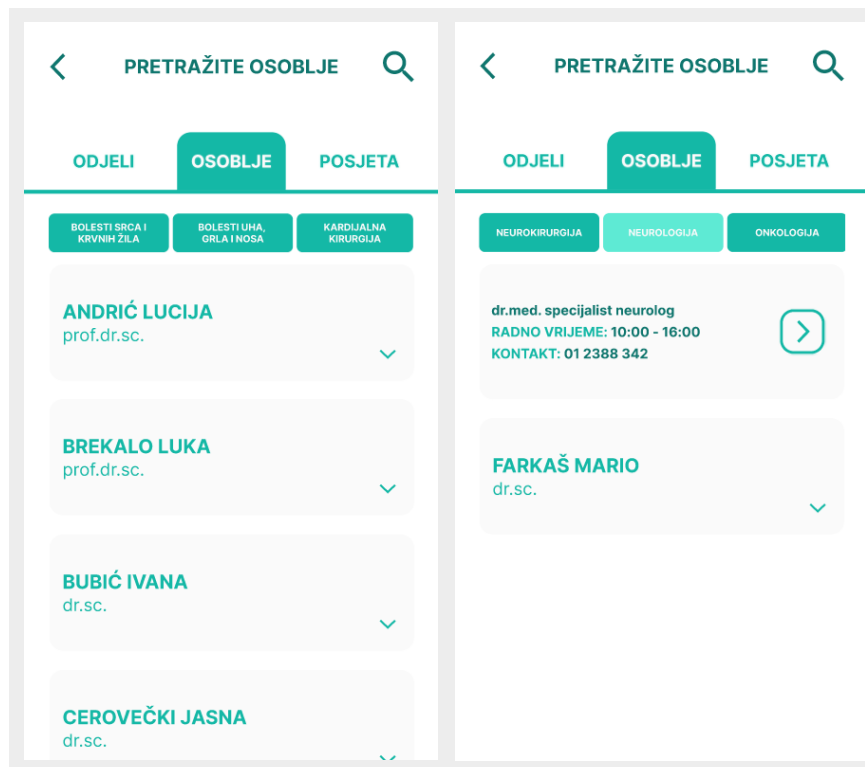 PRETRAŽITE OSOBLJE
ODJELI
OSOBLJE
POSJETA
BOLESTI SRCA I
KRVNIH ŽILA
BOLESTI UHA,
GRLA I NOSA
KARDIJALNA
KIRURGIJA
ANDRIĆ LUCIJA
prof.dr.sc.
BREKALO LUKA
prof.dr.sc.
BUBIĆ IVANA
dr.sc.
CEROVEČKI JASNA
dr.sc.
PRETRAŽITE OSOBLJE
ODJELI
OSOBLJE
POSJETA
NEUROKIRURGIJA
NEUROLOGIJA
ONKOLOGIJA
dr.med. specijalist neurolog
RADNO VRIJEME: 10:00 - 16:00
KONTAKT: 01 2388 342
FARKAŠ MARIO
dr.sc.